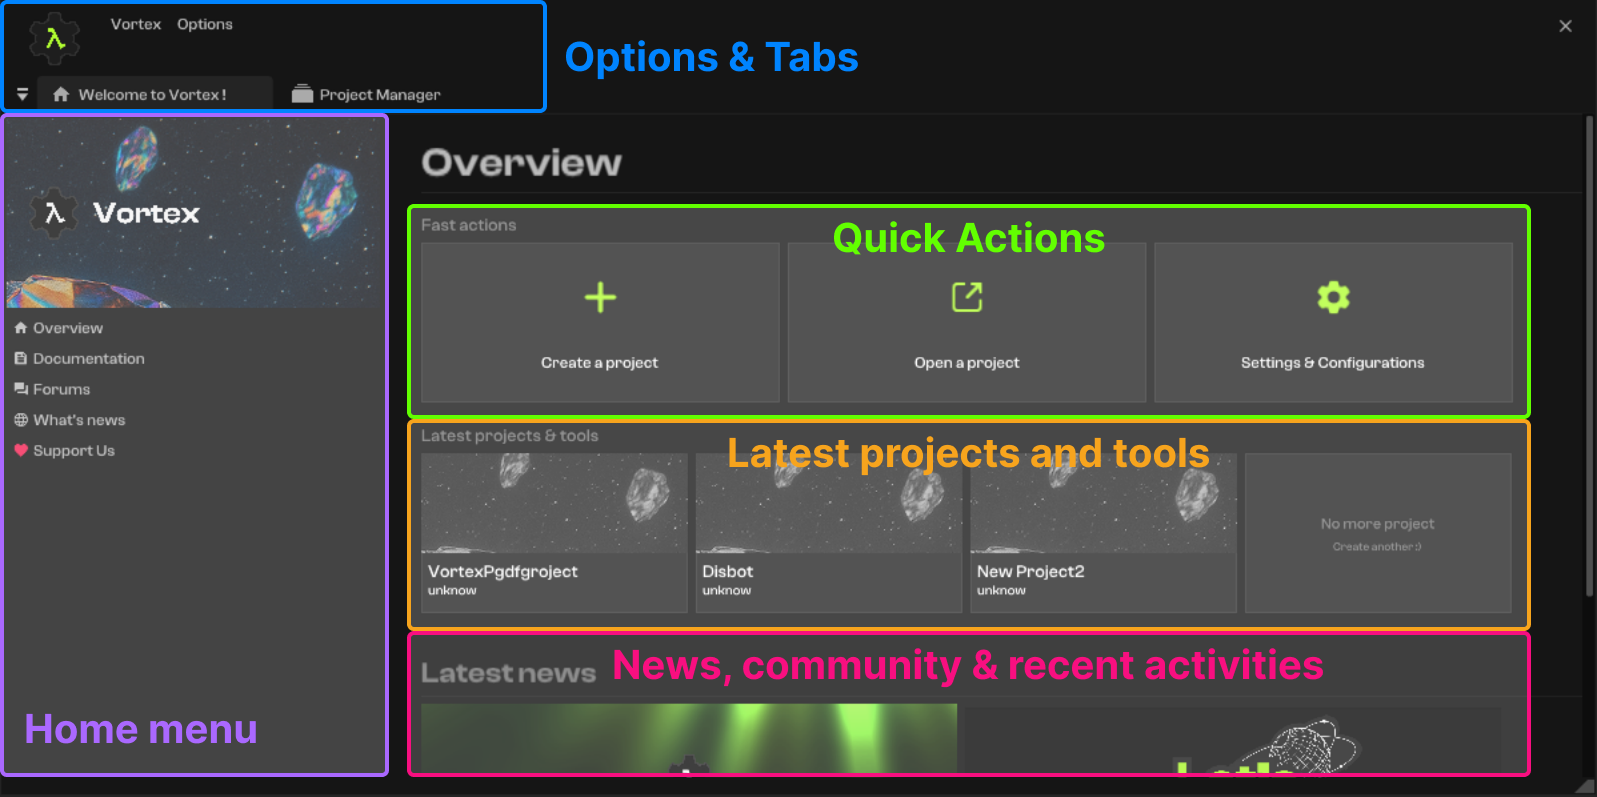 Vortex Options
Options & Tabs
Welcome to Vortex !
Project Manager
Vortex
Overview
Documentation
Forums
What's news
Support Us
Home menu
Overview
Fast actions
Quick Actions
Create a project
Open a project
Settings & Configurations
Latest projects & tools
Latest projects and tools
VortexPgdfgroject
unknow
Disbot
unknow
New Project2
unknow
No more project
Create another :)
Latest news
News, community & recent activities